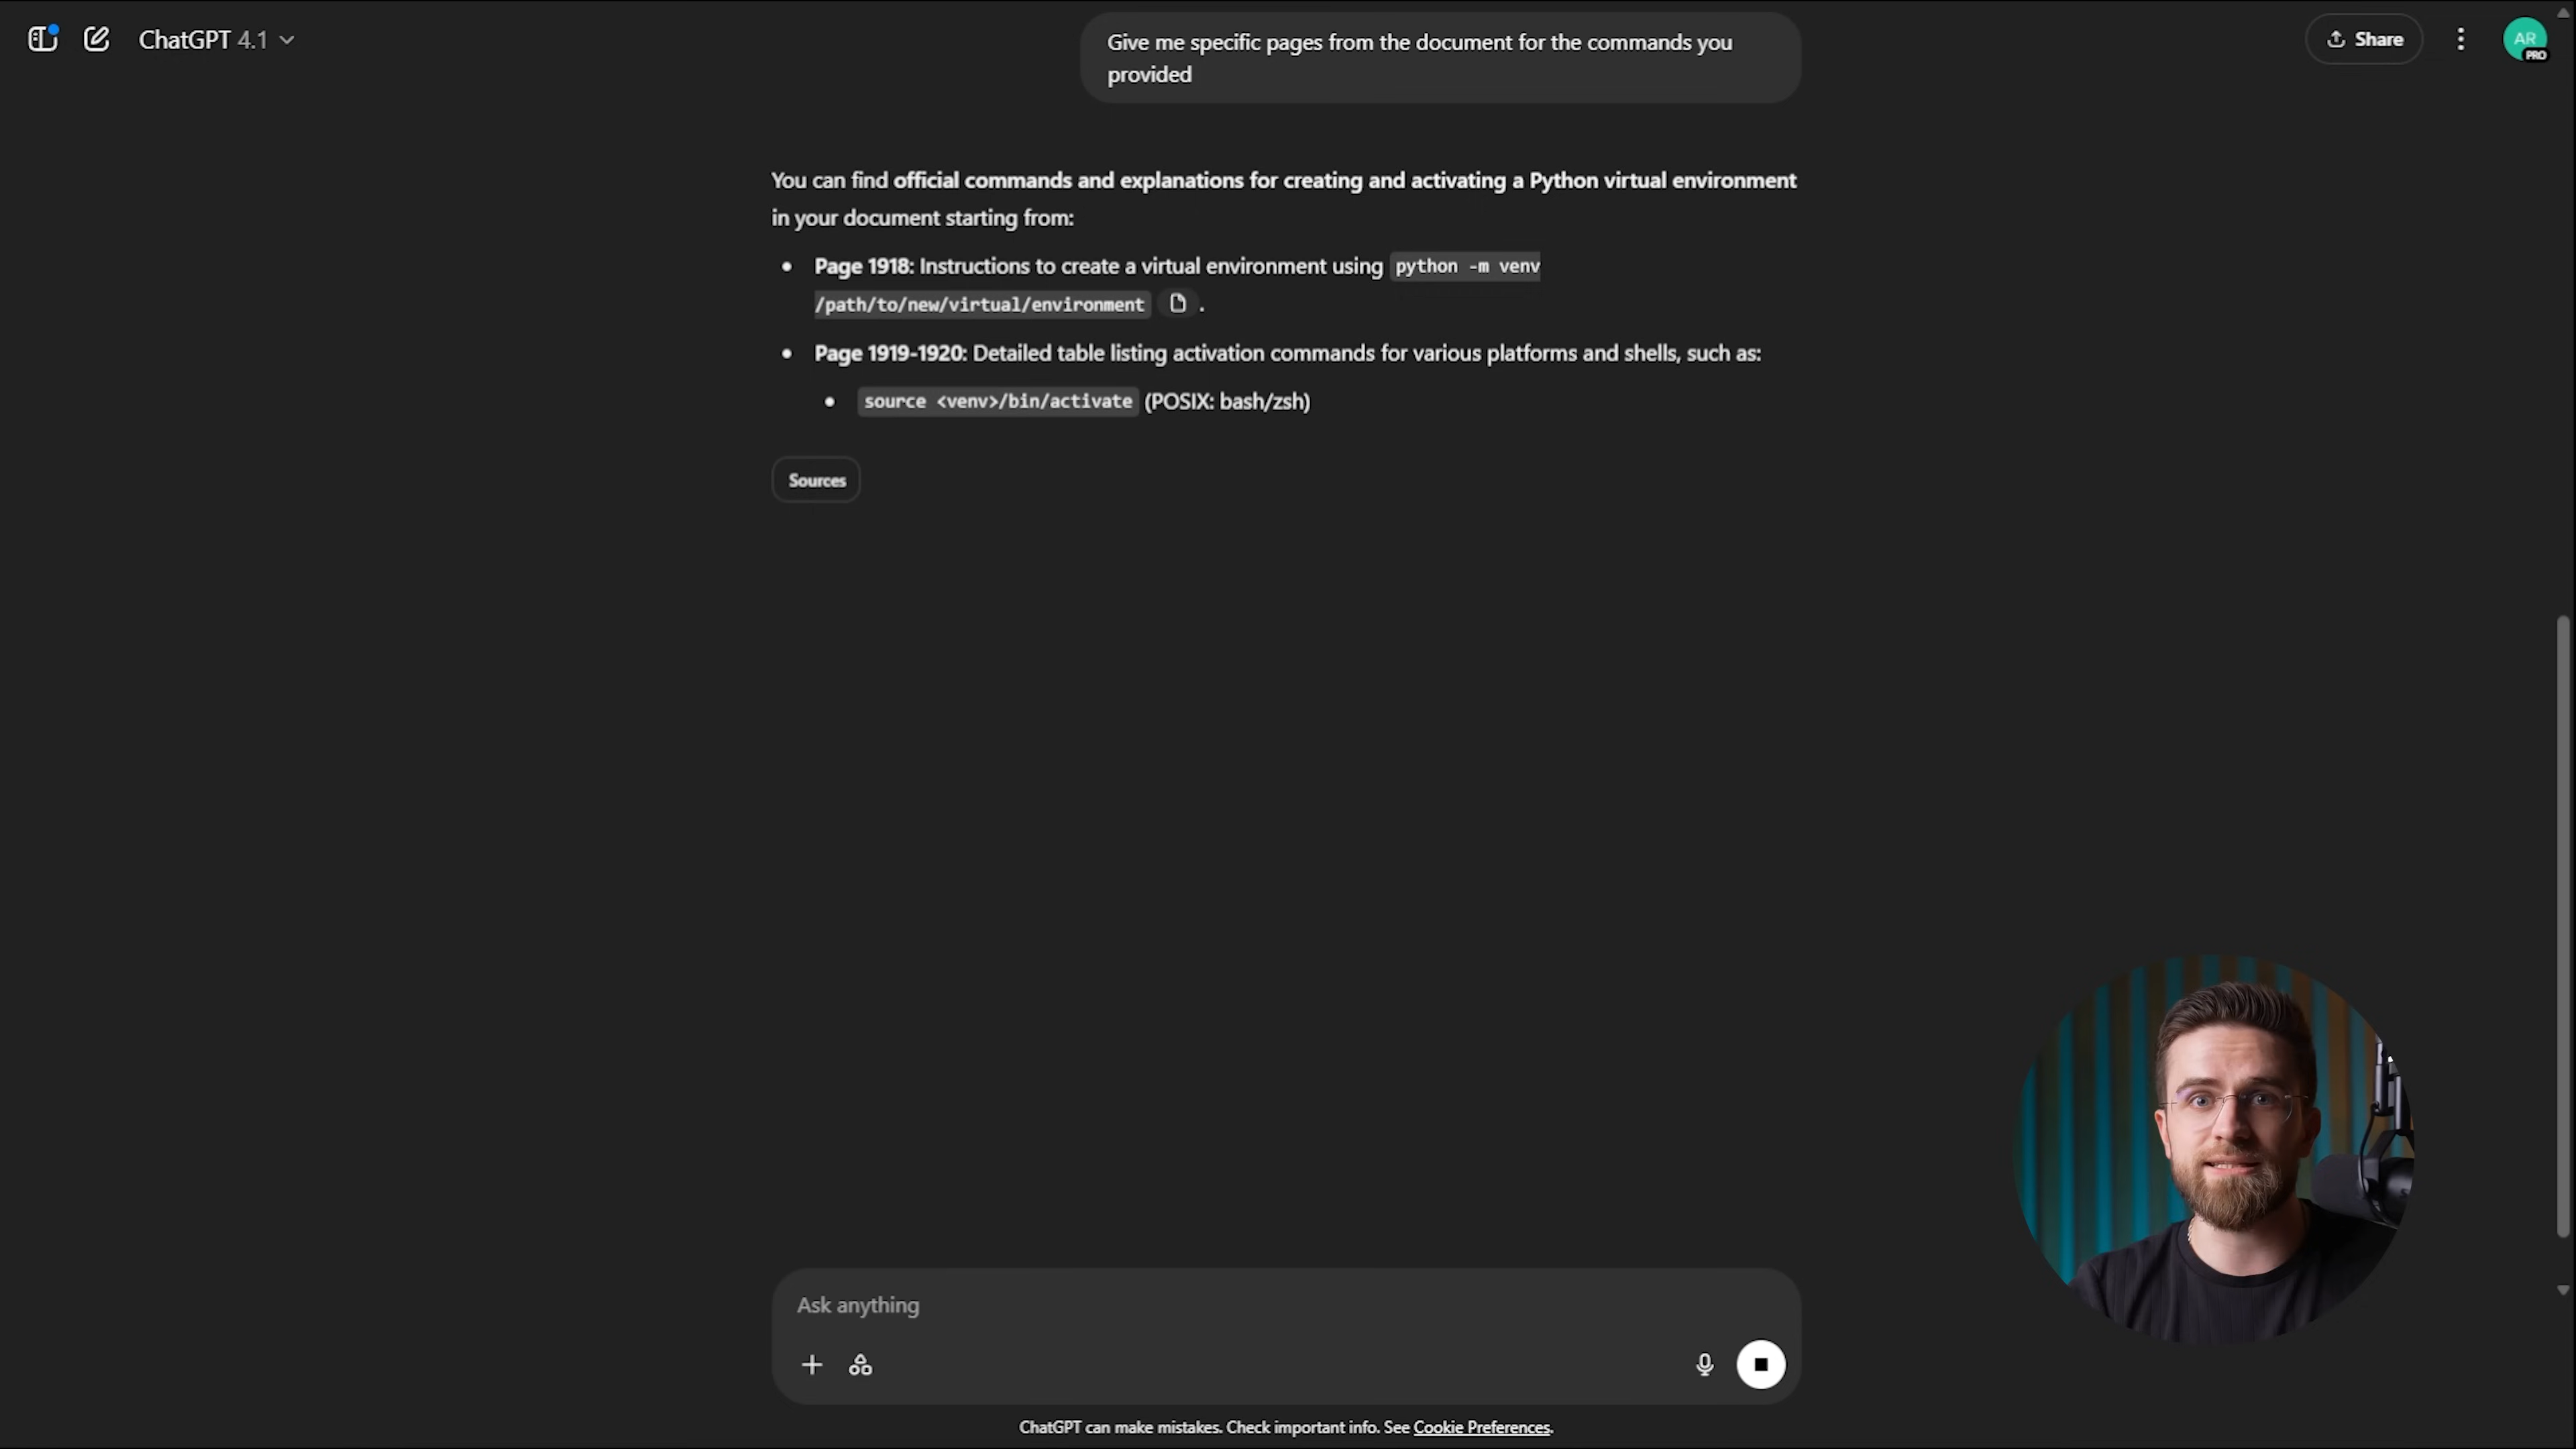 ChatGPT 4.1
Give me specific pages from the document for the commands you
provided
Share
AR
PRO
You can find official commands and explanations for creating and activating a Python virtual environment
in your document starting from:
Page 1918: Instructions to create a virtual environment using python -m venv
/path/to/new/virtual/environment .
Page 1919-1920: Detailed table listing activation commands for various platforms and shells, such as:
source <venv>/bin/activate (POSIX: bash/zsh)
Sources
Ask anything
ChatGPT can make mistakes. Check important info. See Cookie Preferences.